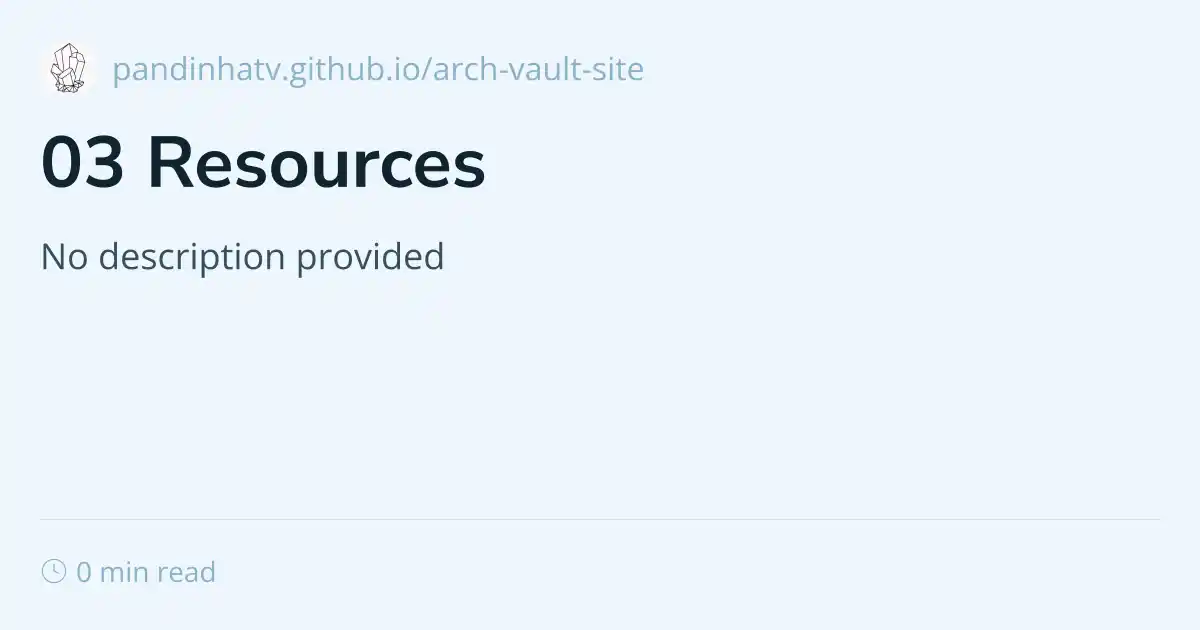 pandinhatv.github.io/arch-vault-site
03 Resources
No description provided
0 min read